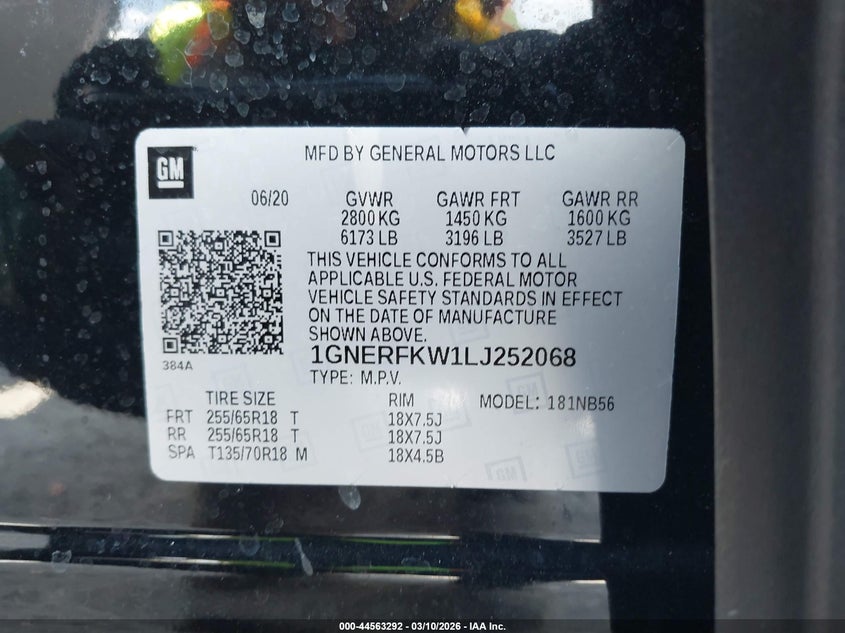 GM
MFD BY GENERAL MOTORS LLC
06/20 GVWR GAWR FRT GAWR RR
2800 KG 1450 KG 1600 KG
6173 LB 3196 LB 3527 LB
THIS VEHICLE CONFORMS TO ALL
APPLICABLE U.S. FEDERAL MOTOR
VEHICLE SAFETY STANDARDS IN EFFECT
ON THE DATE OF MANUFACTURE
SHOWN ABOVE.
384A
1GNERFKW1LJ252068
TYPE: M.P.V.
TIRE SIZE RIM MODEL: 181NB56
FRT 255/65R18 T 18X7.5J
RR 255/65R18 T 18X7.5J
SPA T135/70R18 M 18X4.5B
GM
000-44563292 - 03/10/2026 - IAA Inc.